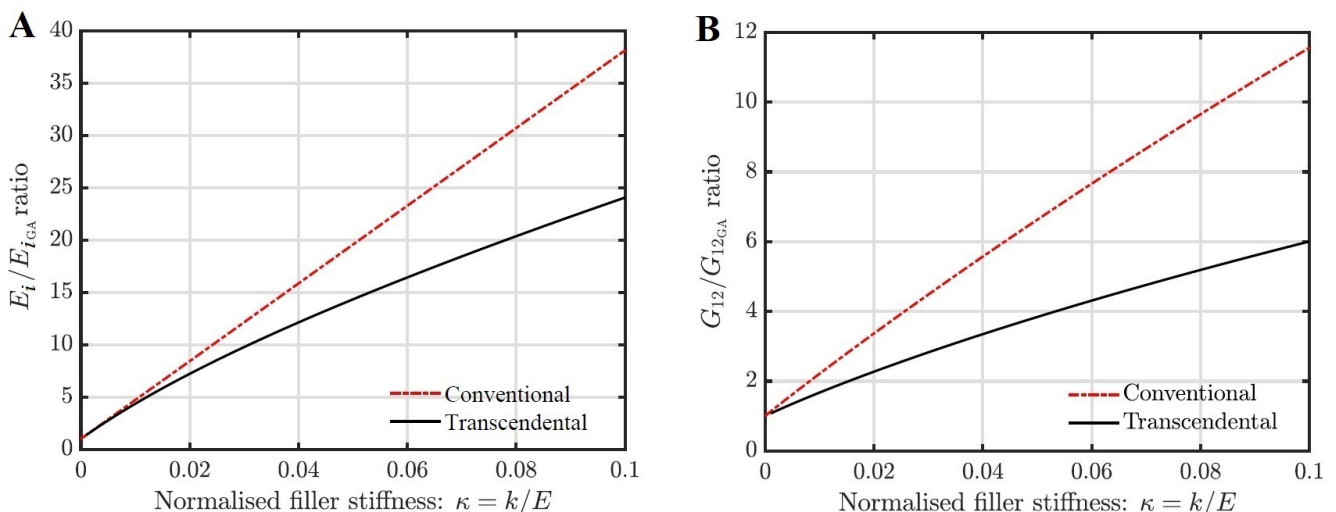 A
40
35
30
25
20
15
10
5
0
E_i/E_{i_{GA}} ratio
Conventional
Transcendental
0 0.02 0.04 0.06 0.08 0.1
Normalised filler stiffness: κ = k/E
B
12
10
8
6
4
2
0
G_{12}/G_{12_{GA}} ratio
Conventional
Transcendental
0 0.02 0.04 0.06 0.08 0.1
Normalised filler stiffness: κ = k/E